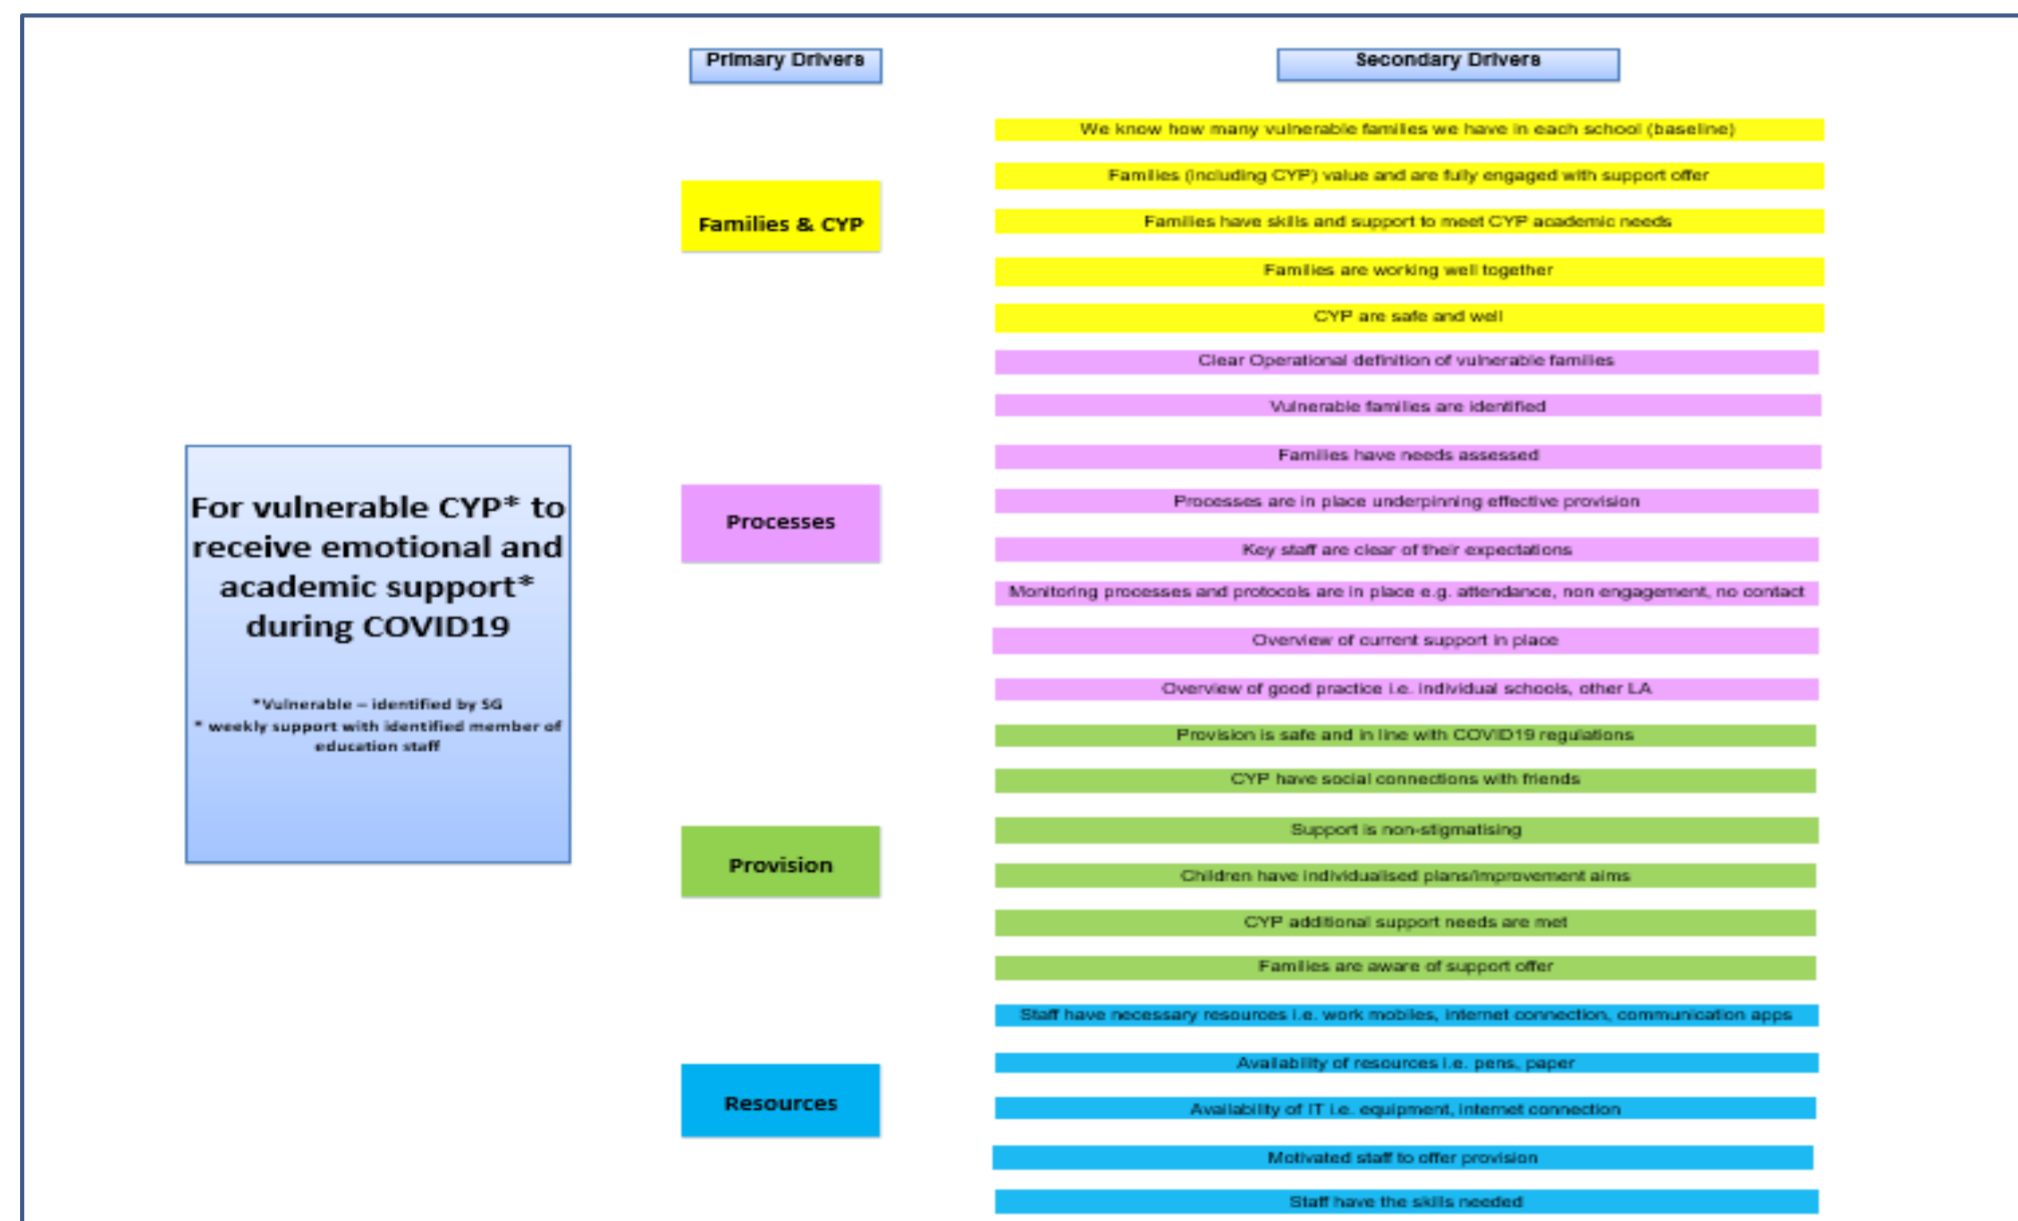 Primary Drivers
Secondary Drivers
For vulnerable CYP* to
receive emotional and
academic support*
during COVID19
*Vulnerable – identified by SG
* weekly support with identified member of
education staff
Families & CYP
We know how many vulnerable families we have in each school (baseline)
Families (including CYP) value and are fully engaged with support offer
Families have skills and support to meet CYP academic needs
Families are working well together
CYP are safe and well
Processes
Clear Operational definition of vulnerable families
Vulnerable families are identified
Families have needs assessed
Processes are in place underpinning effective provision
Key staff are clear of their expectations
Monitoring processes and protocols are in place e.g. attendance, non engagement, no contact
Overview of current support in place
Overview of good practice i.e. individual schools, other LA
Provision
Provision is safe and in line with COVID19 regulations
CYP have social connections with friends
Support is non-stigmatising
Children have individualised plans/improvement aims
CYP additional support needs are met
Families are aware of support offer
Resources
Staff have necessary resources i.e. work mobiles, internet connection, communication apps
Availability of resources i.e. pens, paper
Availability of IT i.e. equipment, internet connection
Motivated staff to offer provision
Staff have the skills needed